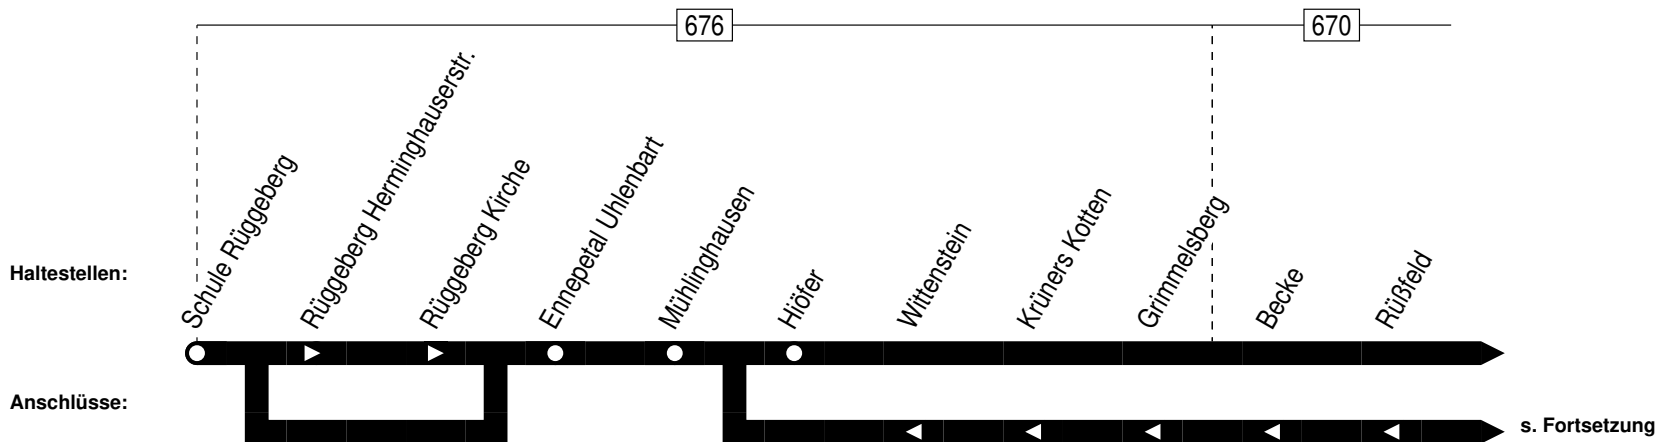 676
670
Haltestellen:
Schule Rüggeberg
Rüggeberg Herminghauserstr.
Rüggeberg Kirche
Ennepetal Uhlenbart
Mühlinghausen
Hiöfer
Wittenstein
Krüners Kotten
Grimmelsberg
Becke
Rüßfeld
Anschlüsse:
s. Fortsetzung